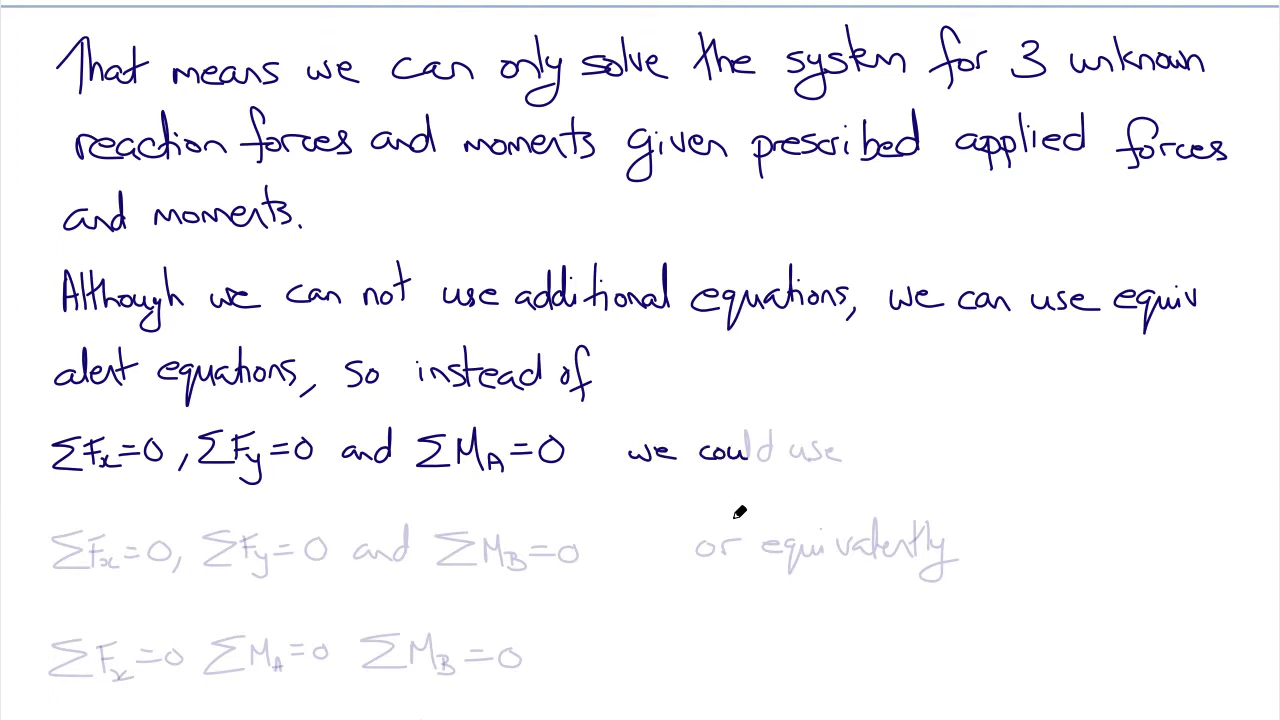 That means we can only solve the system for 3 unknown
reaction forces and moments given prescribed applied forces
and moments.
Although we can not use additional equations, we can use equiv
alent equations, so instead of
ΣFx=0, ΣFy=0 and ΣMA=0 we could use
ΣFx=0, ΣFy=0 and ΣMB=0 or equivalently
ΣFx=0 ΣMA=0 ΣMB=0